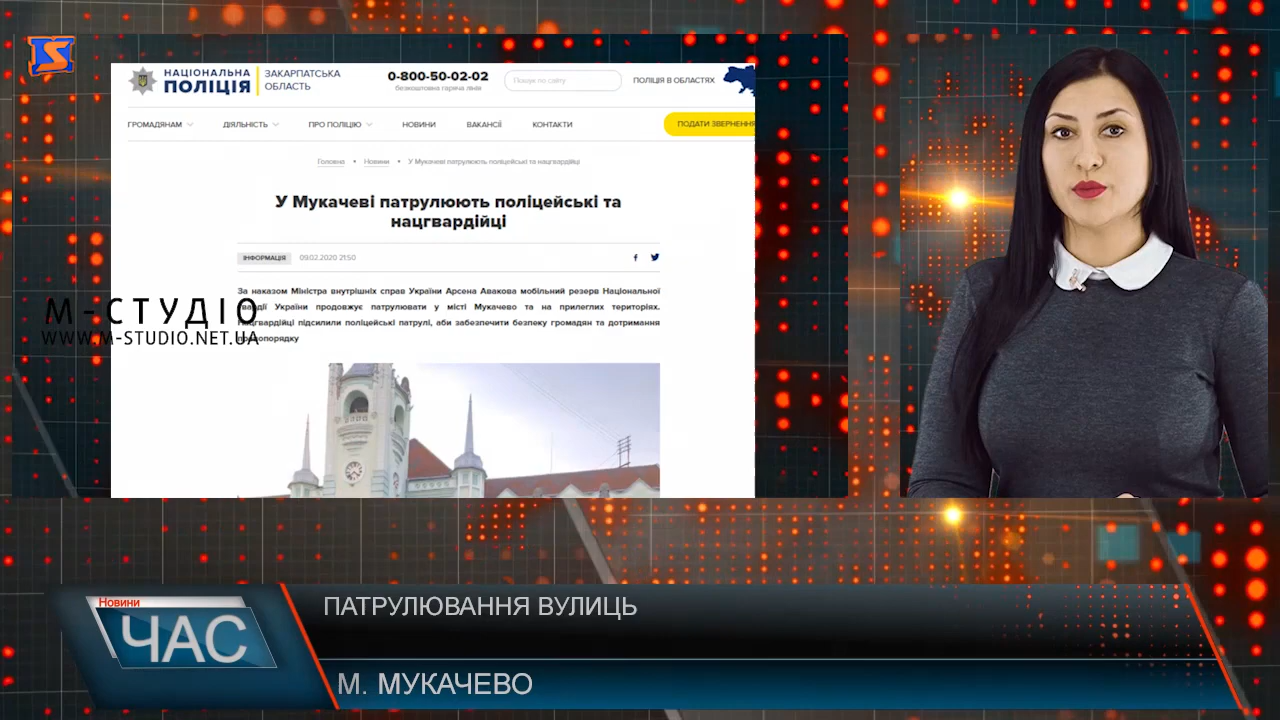 НАЦІОНАЛЬНА
ПОЛІЦІЯ
ЗАКАРПАТСЬКА
ОБЛАСТЬ
0-800-50-02-02
безкоштовна гаряча лінія
Пошук по сайту
ПОЛІЦІЯ В ОБЛАСТЯХ
ГРОМАДЯНАМ
ДІЯЛЬНІСТЬ
ПРО ПОЛІЦІЮ
НОВИНИ
ВАКАНСІЇ
КОНТАКТИ
ПОДАТИ ЗВЕРНЕННЯ
Головна • Новини • У Мукачеві патрулюють поліцейські та нацгвардійці
У Мукачеві патрулюють поліцейські та
нацгвардійці
ІНФОРМАЦІЯ 09.02.2020 21:50
За наказом Міністра внутрішніх справ України Арсена Авакова мобільний резерв Національної
гвардії України продовжує патрулювати у місті Мукачево та на прилеглих територіях.
Нацгвардійці підсилили поліцейські патрулі, аби забезпечити безпеку громадян та дотримання
правопорядку
М-СТУДІО
WWW.M-STUDIO.NET.UA
Новини
ЧАС
ПАТРУЛЮВАННЯ ВУЛИЦЬ
М. МУКАЧЕВО